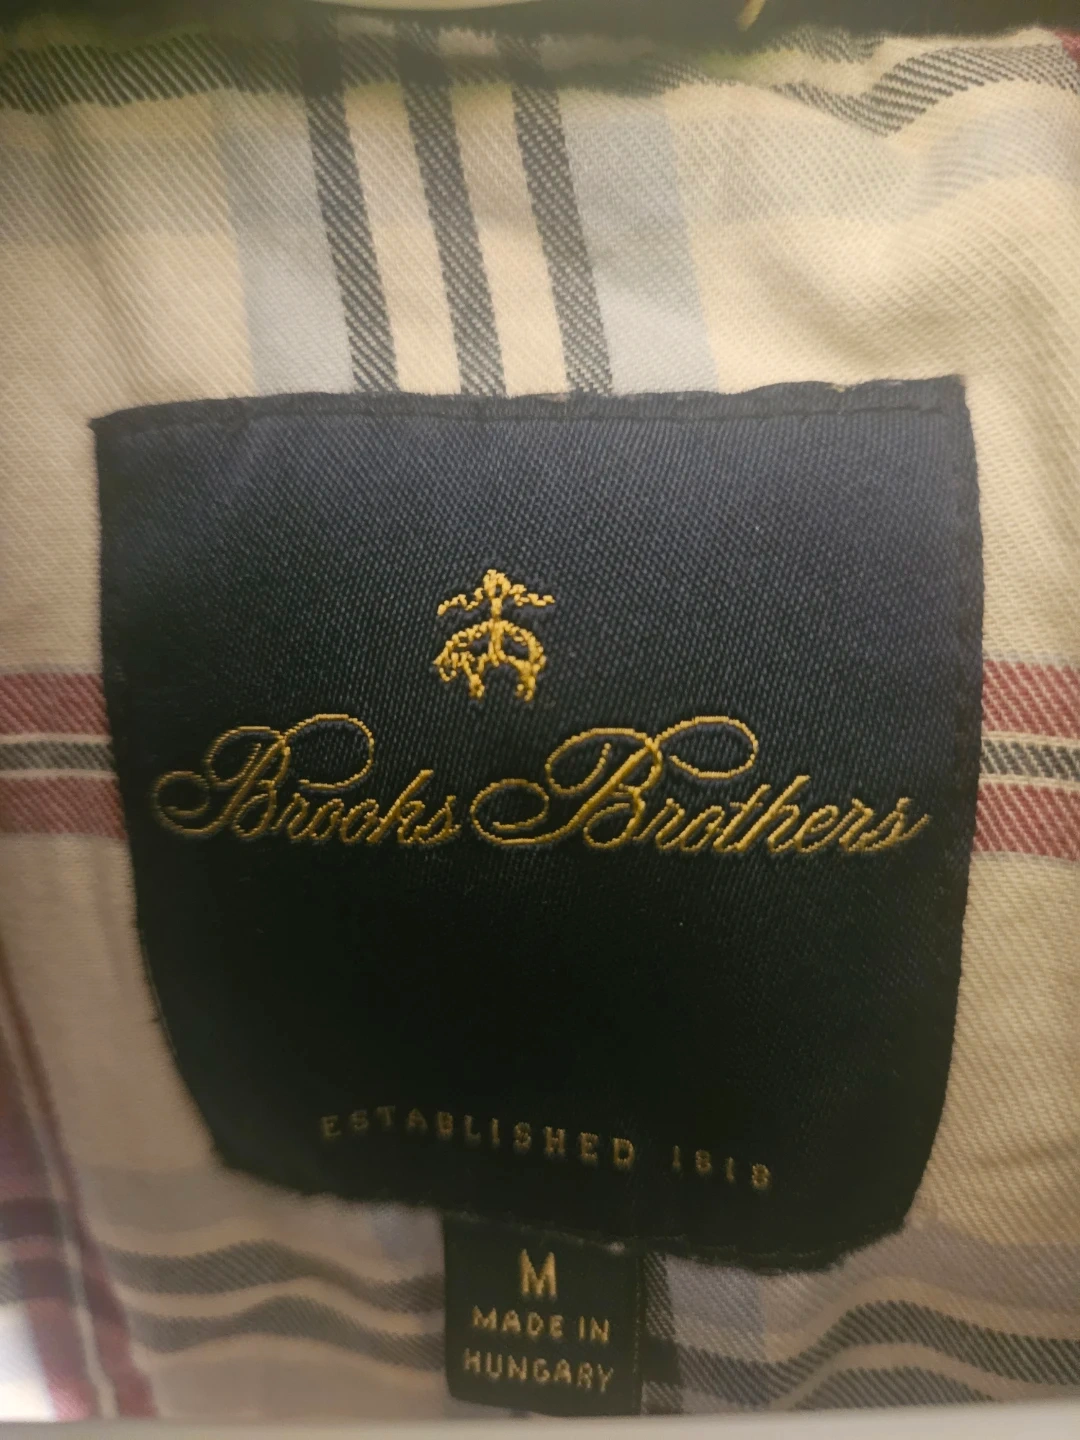 Brooks Brothers
ESTABLISHED 1818
M
MADE IN
HUNGARY